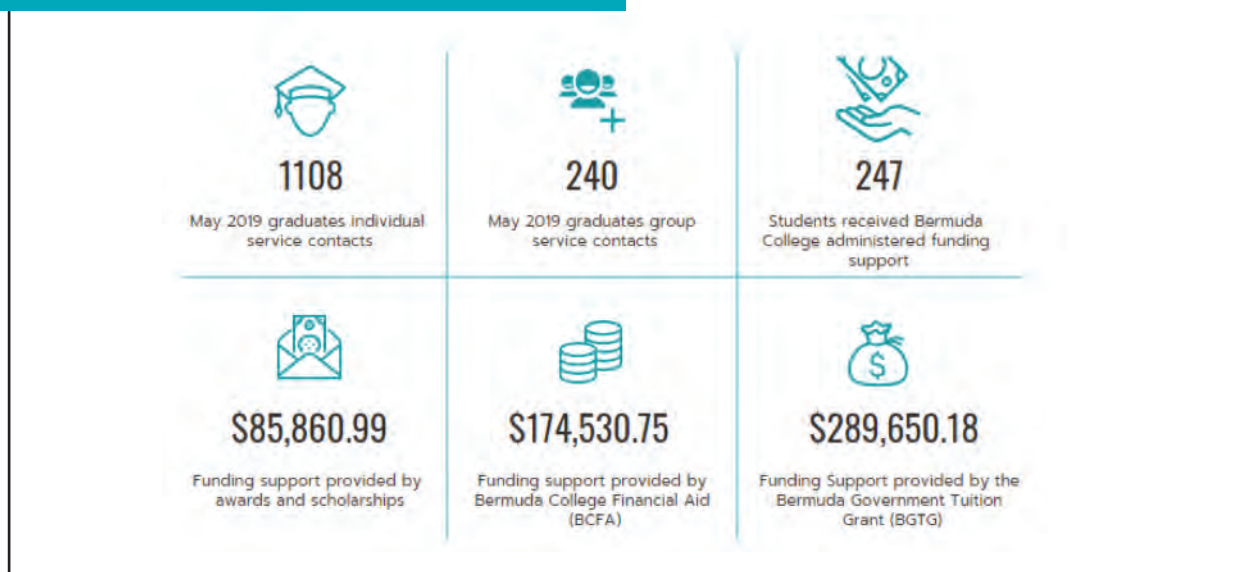 1108
May 2019 graduates individual
service contacts
240
May 2019 graduates group
service contacts
247
Students received Bermuda
College administered funding
support
$85,860.99
Funding support provided by
awards and scholarships
$174,530.75
Funding support provided by
Bermuda College Financial Aid
(BCFA)
$
$289,650.18
Funding Support provided by the
Bermuda Government Tuition
Grant (BGTG)